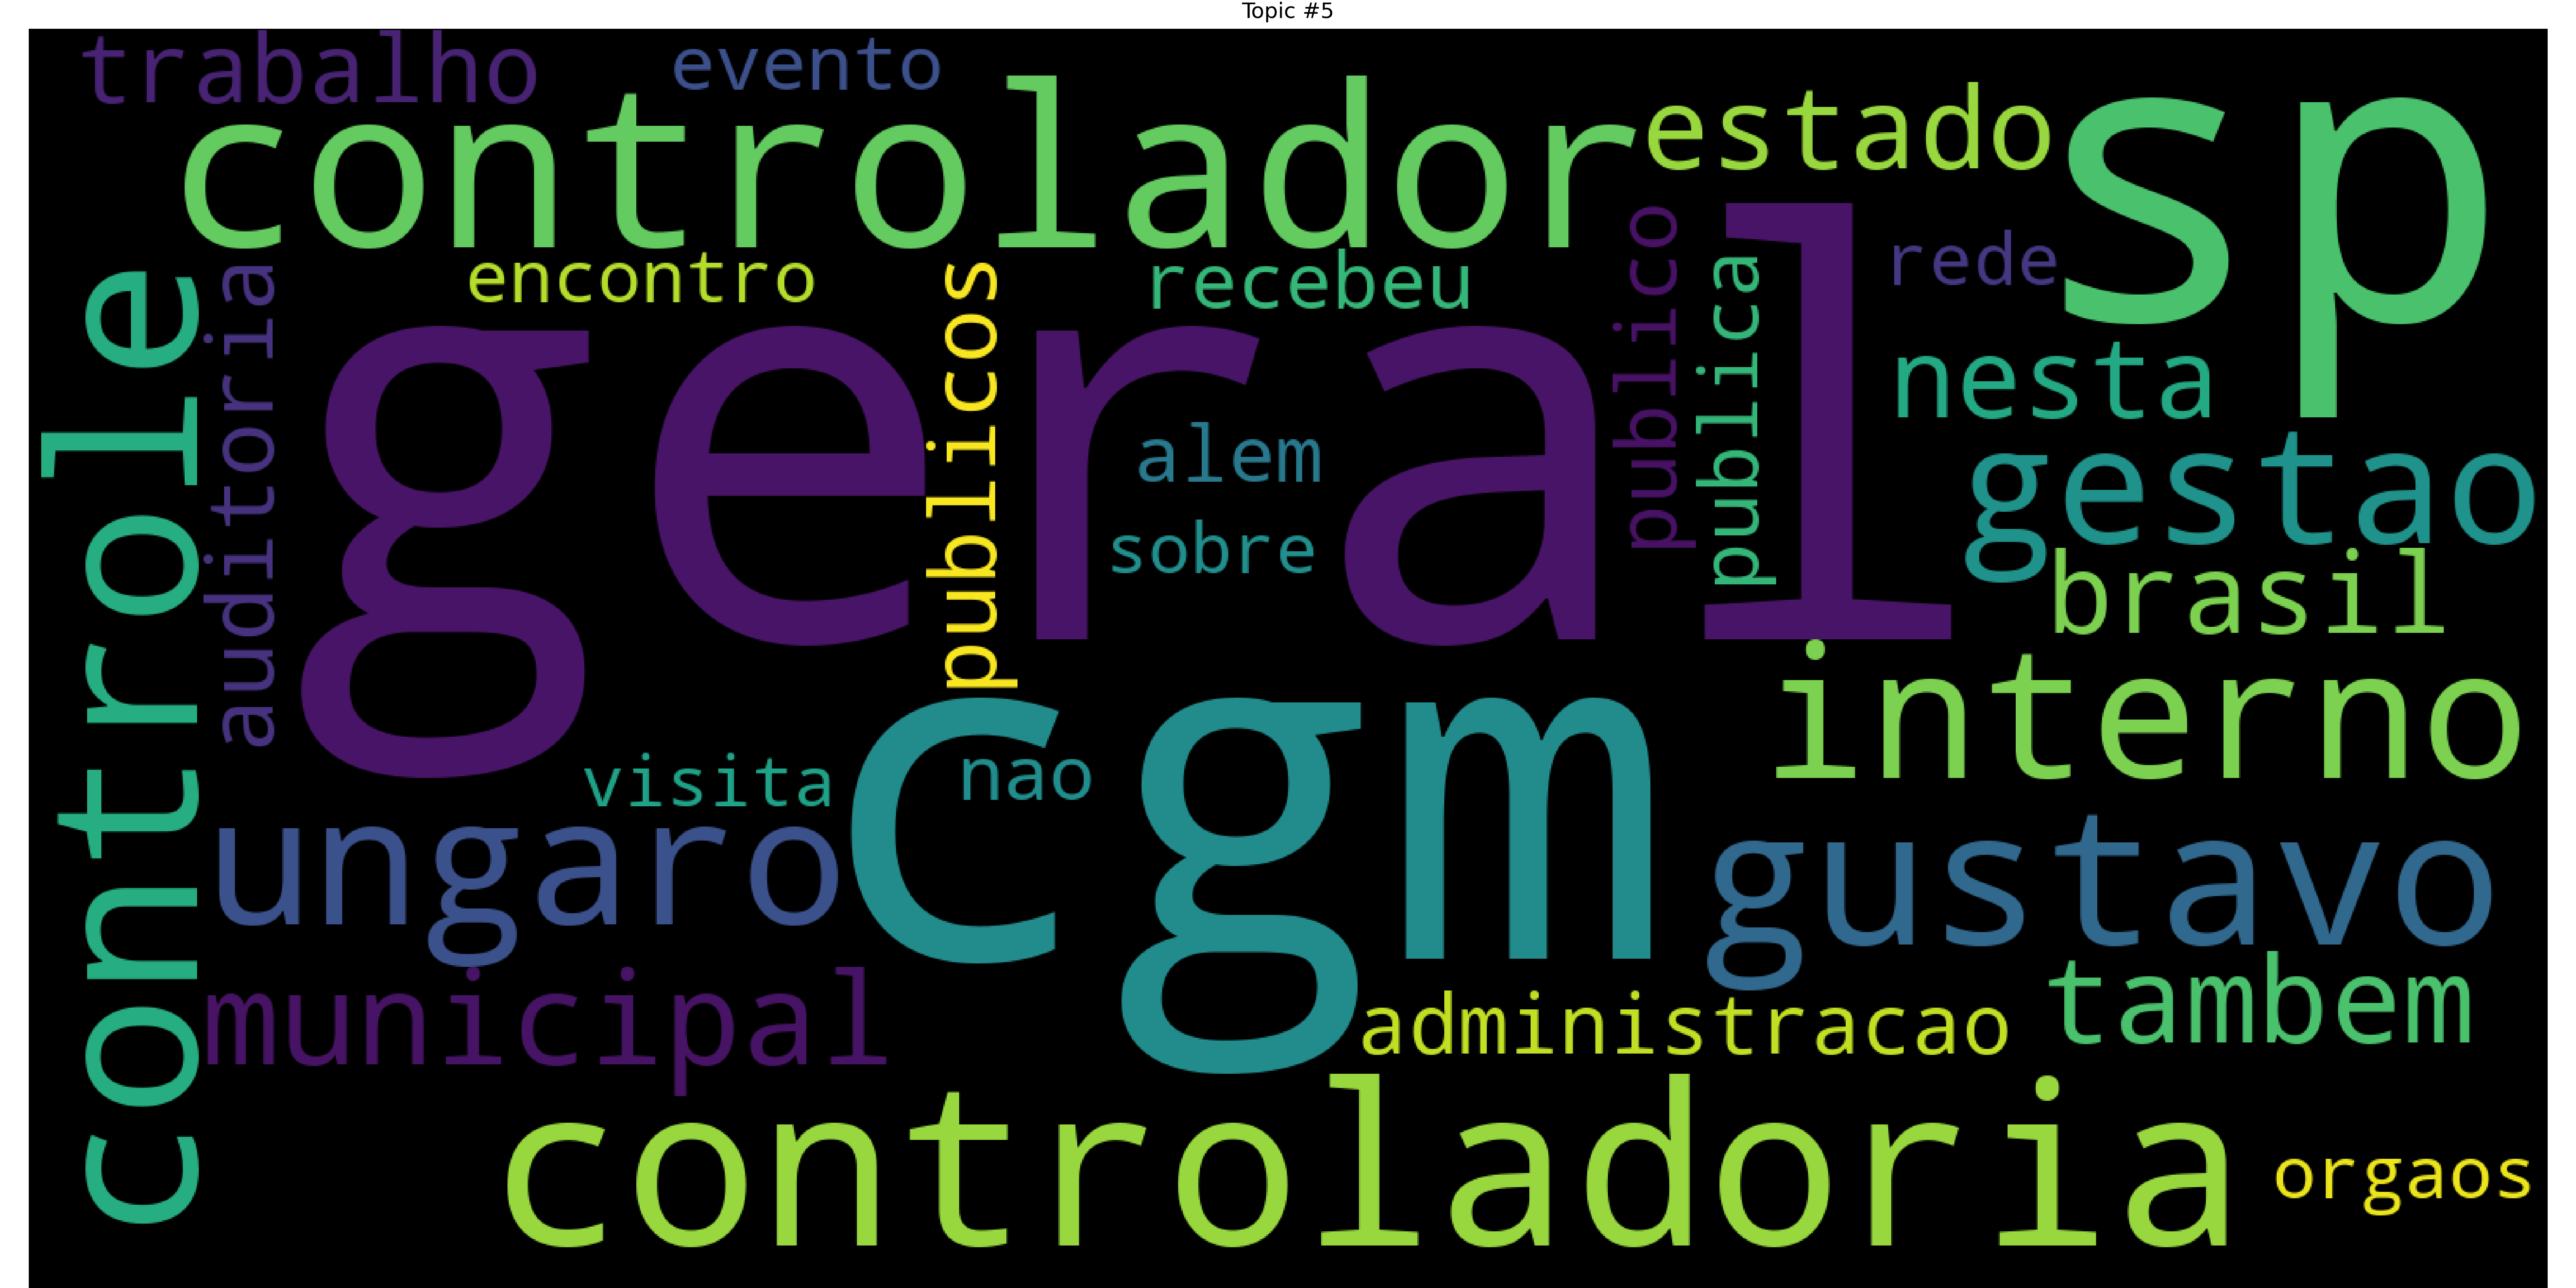 Topic #5
trabalho
evento
controlador
estado
sp
encontro
recebeu
rede
controle
auditoria
geral
publicos
publico
publica
nesta
alem
sobre
gestao
brasil
interno
visita
nao
cgm
ungaro
gustavo
municipal
administracao
tambem
controladoria
orgaos